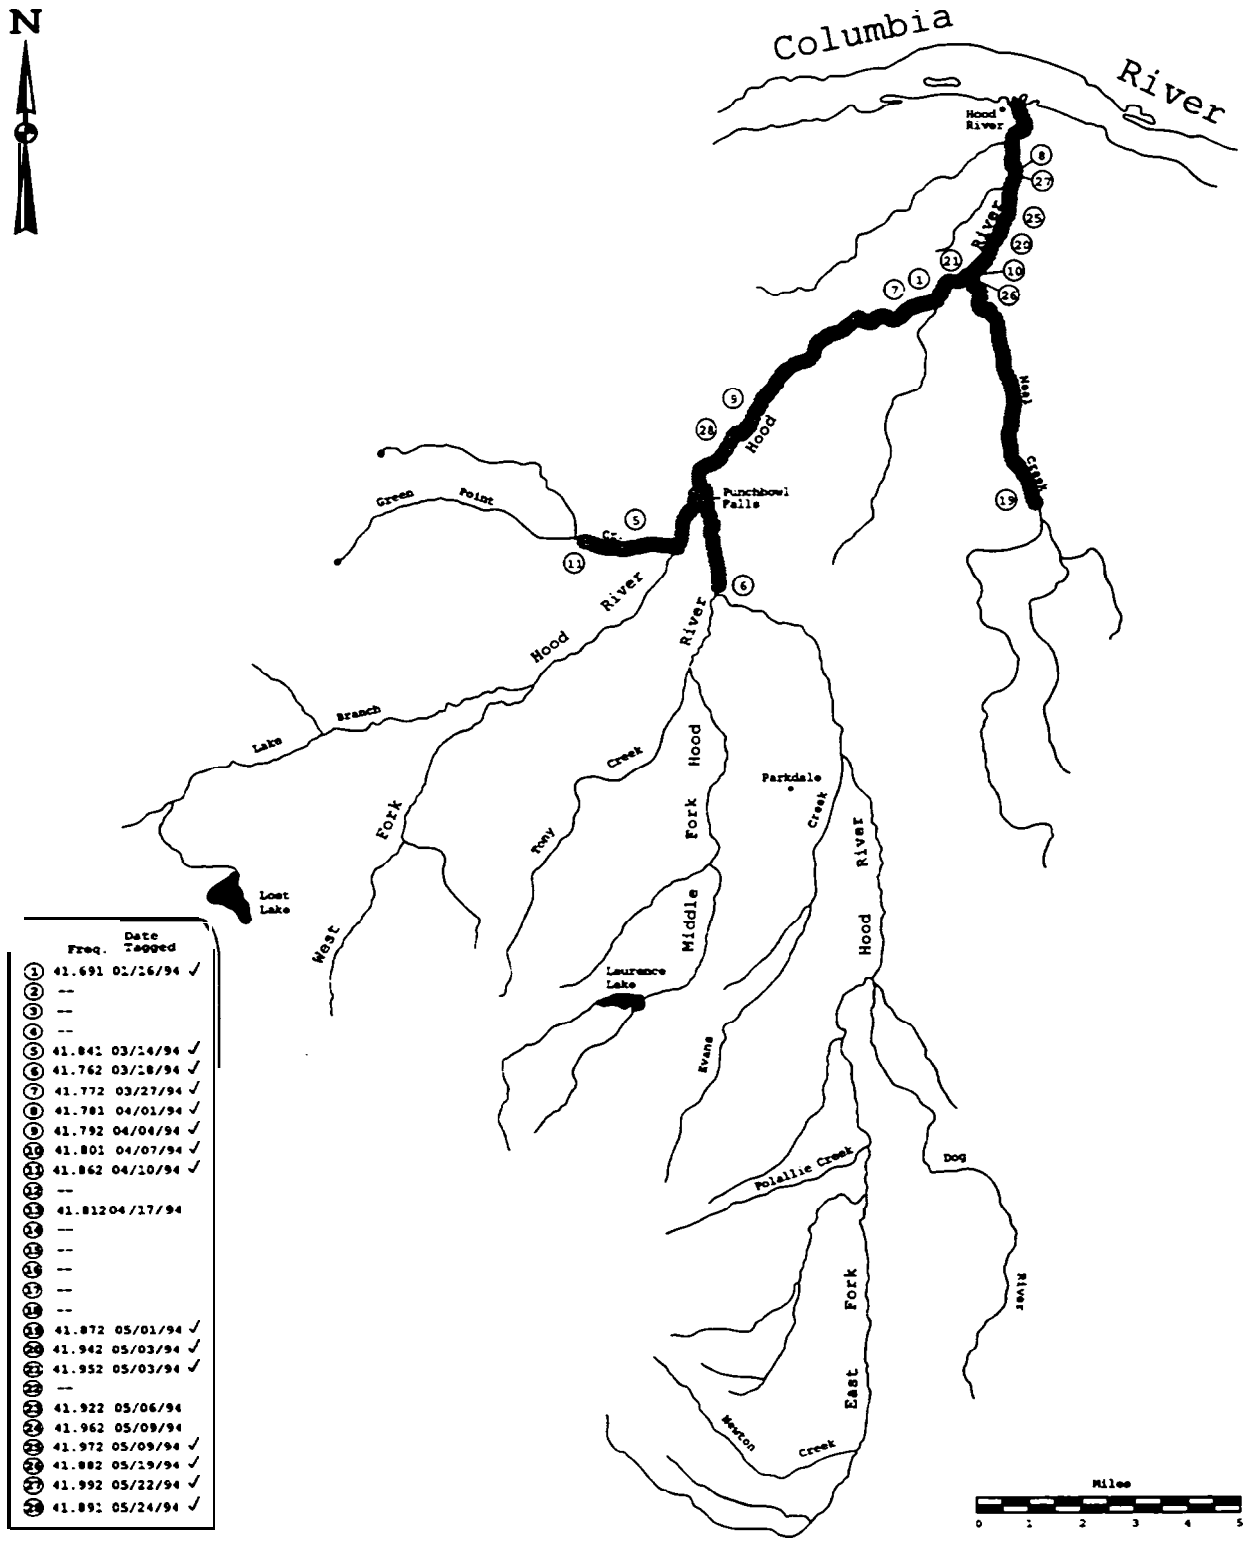 N
Columbia
River
Hood
River
8
27
25
River
20
21
10
1
7
26
Neal
9
28
Hood
Creek
19
Punchbowl
Falls
Green
Point
5
Cr.
11
6
River
River
Hood
Branch
Lake
Hood
Creek
Parkdale
Fork
Fork
Creek
River
Tony
Lost
Lake
Middle
West
Hood
Laurence
Lake
Evans
Dog
Polallie Creek
River
Fork
East
Newton
Creek
Miles
0 1 2 3 4 5
Date
Freq. Tagged
1 41.691 01/16/94 ✓
2 --
3 --
4 --
5 41.841 03/14/94 ✓
6 41.762 03/18/94 ✓
7 41.772 03/27/94 ✓
8 41.781 04/01/94 ✓
9 41.792 04/04/94 ✓
10 41.801 04/07/94 ✓
11 41.862 04/10/94 ✓
12 --
13 41.812 04/17/94
14 --
15 --
16 --
17 --
18 --
19 41.872 05/01/94 ✓
20 41.942 05/03/94 ✓
21 41.952 05/03/94 ✓
22 --
23 41.922 05/06/94
24 41.962 05/09/94
25 41.972 05/09/94 ✓
26 41.882 05/19/94 ✓
27 41.992 05/22/94 ✓
28 41.891 05/24/94 ✓